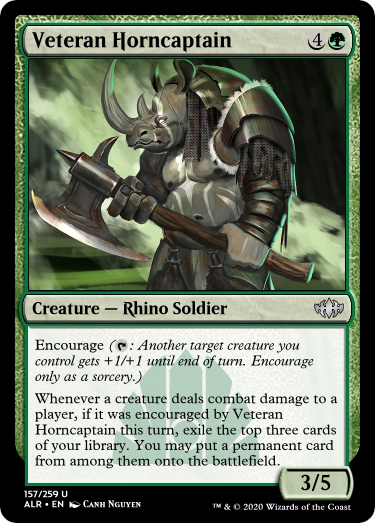 Veteran Horncaptain 4
Creature — Rhino Soldier
Encourage (: Another target creature you
control gets +1/+1 until end of turn. Encourage
only as a sorcery.)
Whenever a creature deals combat damage to a
player, if it was encouraged by Veteran
Horncaptain this turn, exile the top three cards
of your library. You may put a permanent card
from among them onto the battlefield.
3/5
157/259 U
ALR • EN Canh Nguyen
™ & © 2020 Wizards of the Coast